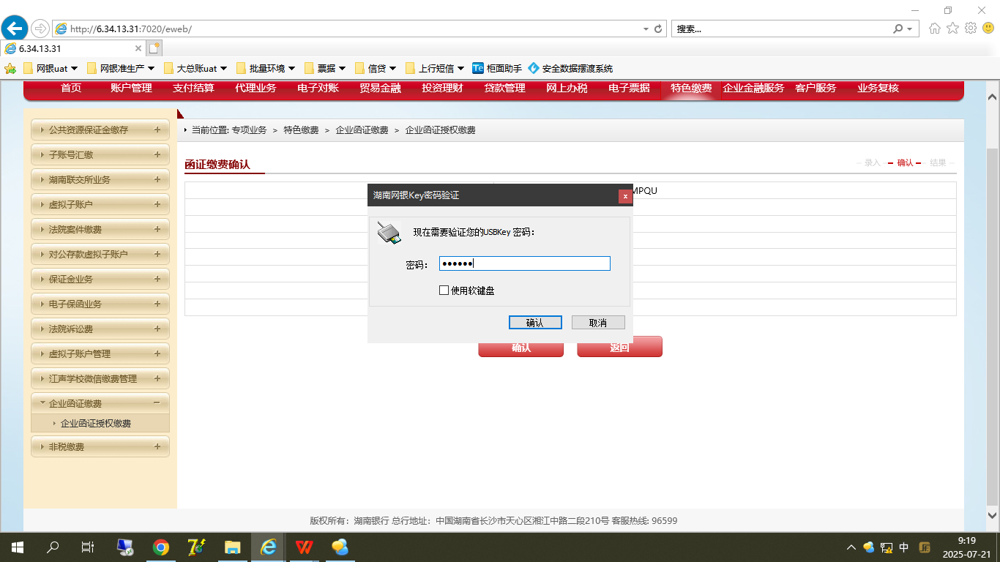 http://6.34.13.31:7020/eweb/
搜索...
6.34.13.31
网银uat 网银准生产 大总账uat 批量环境 票据 信贷 上行短信 柜面助手 安全数据摆渡系统
首页 账户管理 支付结算 代理业务 电子对账 贸易金融 投资理财 贷款管理 网上办税 电子票据 特色缴费 企业金融服务 客户服务 业务复核
当前位置: 专项业务 > 特色缴费 > 企业函证缴费 > 企业函证授权缴费
公共资源保证金缴存
子账号汇缴
湖南联交所业务
虚拟子账户
法院案件缴费
对公存款虚拟子账户
保证金业务
电子保函业务
法院诉讼费
虚拟子账户管理
江声学校微信缴费管理
企业函证缴费
企业函证授权缴费
非税缴费
函证缴费确认
录入 确认 结果
MPQU
湖南网银Key密码验证
x
现在需要验证您的USBKey 密码:
密码: ••••••
使用软键盘
确认 取消
确认 返回
版权所有: 湖南银行 总行地址: 中国湖南省长沙市天心区湘江中路二段210号 客服热线: 96599
中
9:19
2025-07-21